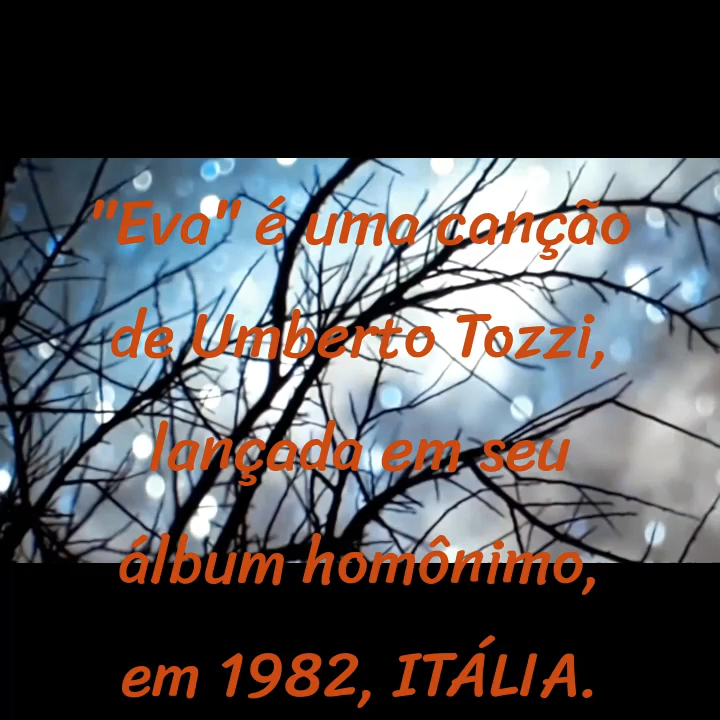 "Eva" é uma canção
de Umberto Tozzi,
lançada em seu
álbum homônimo,
em 1982, ITÁLIA.